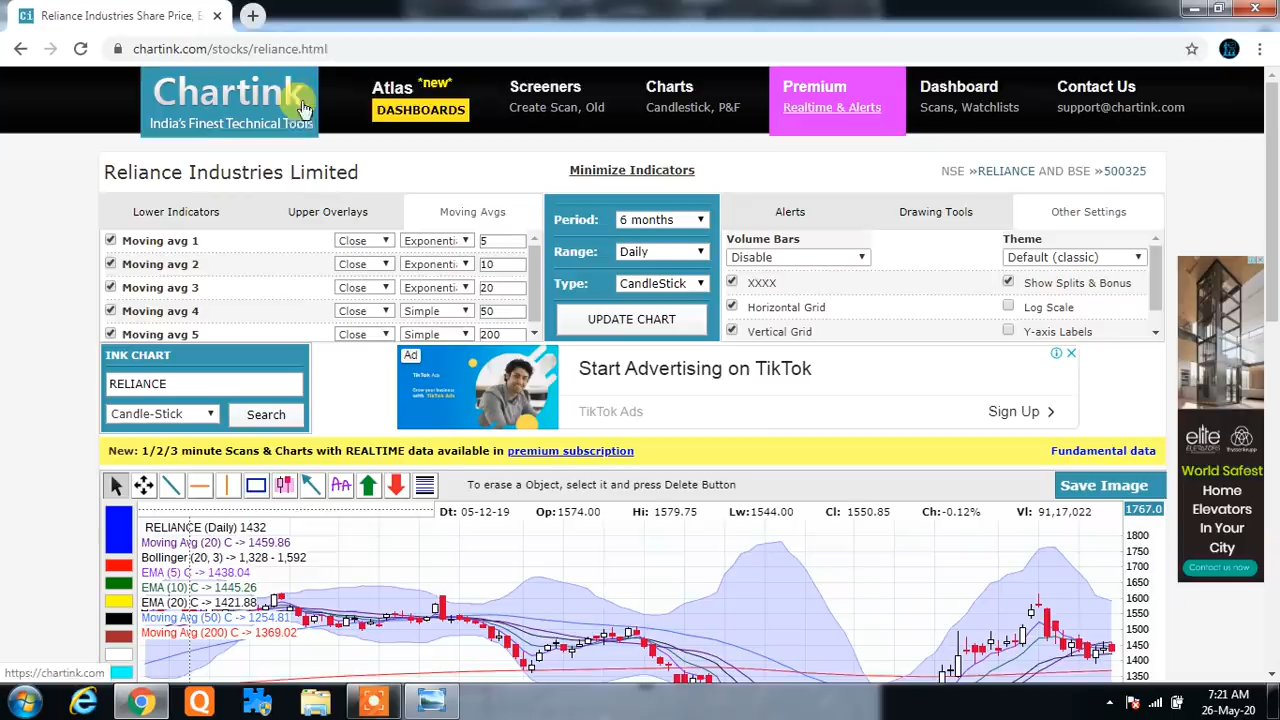 Reliance Industries Share Price, E
chartink.com/stocks/reliance.html
Chartink
India's Finest Technical Tools
Atlas *new*
DASHBOARDS
Screeners
Create Scan, Old
Charts
Candlestick, P&F
Premium
Realtime & Alerts
Dashboard
Scans, Watchlists
Contact Us
support@chartink.com
Reliance Industries Limited
Minimize Indicators
NSE »RELIANCE AND BSE »500325
Lower Indicators
Upper Overlays
Moving Avgs
Moving avg 1 Close Exponenti 5
Moving avg 2 Close Exponenti 10
Moving avg 3 Close Exponenti 20
Moving avg 4 Close Simple 50
Moving avg 5 Close Simple 200
Period: 6 months
Range: Daily
Type: CandleStick
UPDATE CHART
Alerts
Drawing Tools
Other Settings
Volume Bars
Disable
Theme
Default (classic)
XXXX
Show Splits & Bonus
Horizontal Grid
Log Scale
Vertical Grid
Y-axis Labels
INK CHART
RELIANCE
Candle-Stick
Search
Ad
TikTok Ads
Start Advertising on TikTok
TikTok Ads
Sign Up
New: 1/2/3 minute Scans & Charts with REALTIME data available in premium subscription
Fundamental data
To erase a Object, select it and press Delete Button
Save Image
Dt: 05-12-19 Op:1574.00 Hi: 1579.75 Lw:1544.00 Cl: 1550.85 Ch:-0.12% Vl: 91,17,022
1767.0
RELIANCE (Daily) 1432
Moving Avg (20) C -> 1459.86
Bollinger (20, 3) -> 1,328 - 1,592
EMA (5) C -> 1438.04
EMA (10) C -> 1445.26
EMA (20) C -> 1421.88
Moving Avg (50) C -> 1254.81
Moving Avg (200) C -> 1369.02
1800
1750
1700
1650
1600
1550
1500
1450
1400
1350
elite
ELEVATORS
World Safest
Home
Elevators
In Your
City
Contact us now
https://chartink.com
7:21 AM
26-May-20